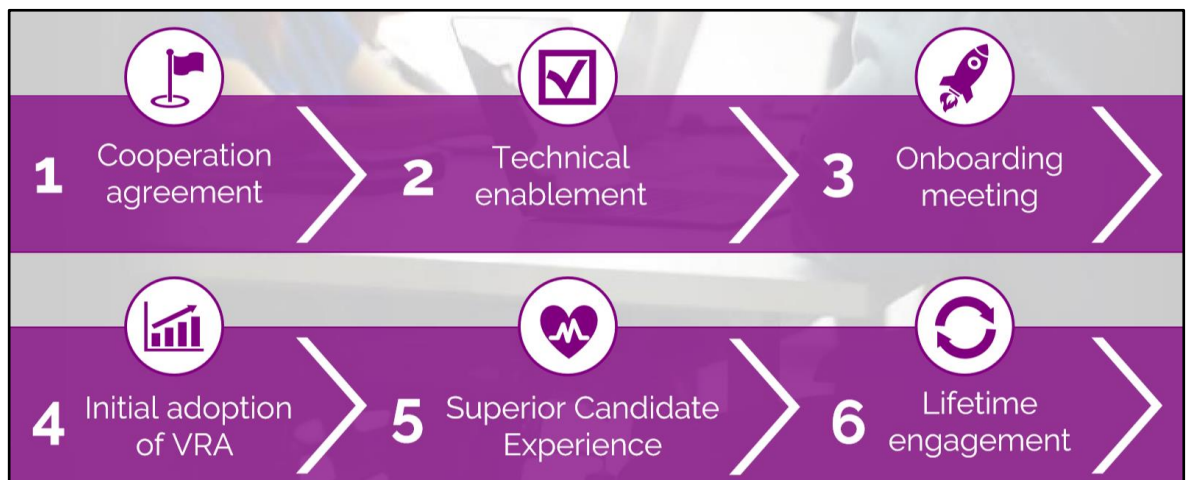 1 Cooperation agreement
2 Technical enablement
3 Onboarding meeting
4 Initial adoption of VRA
5 Superior Candidate Experience
6 Lifetime engagement